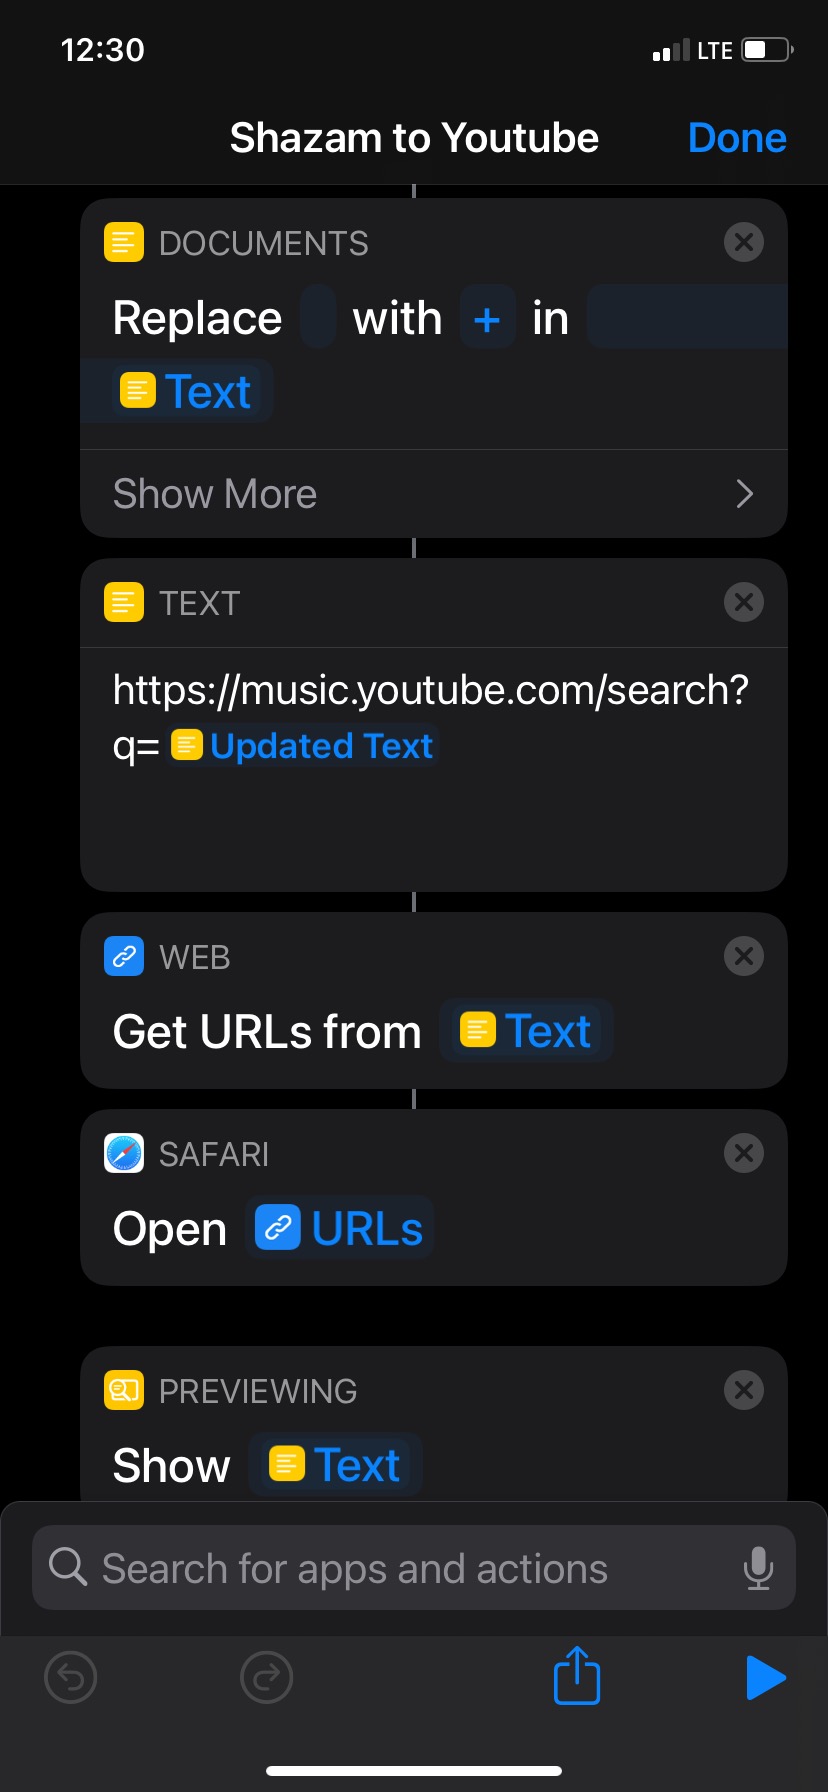 12:30
LTE
Shazam to Youtube
Done
DOCUMENTS
Replace with + in
Text
Show More
TEXT
https://music.youtube.com/search?
q= Updated Text
WEB
Get URLs from Text
SAFARI
Open URLs
PREVIEWING
Show Text
Search for apps and actions